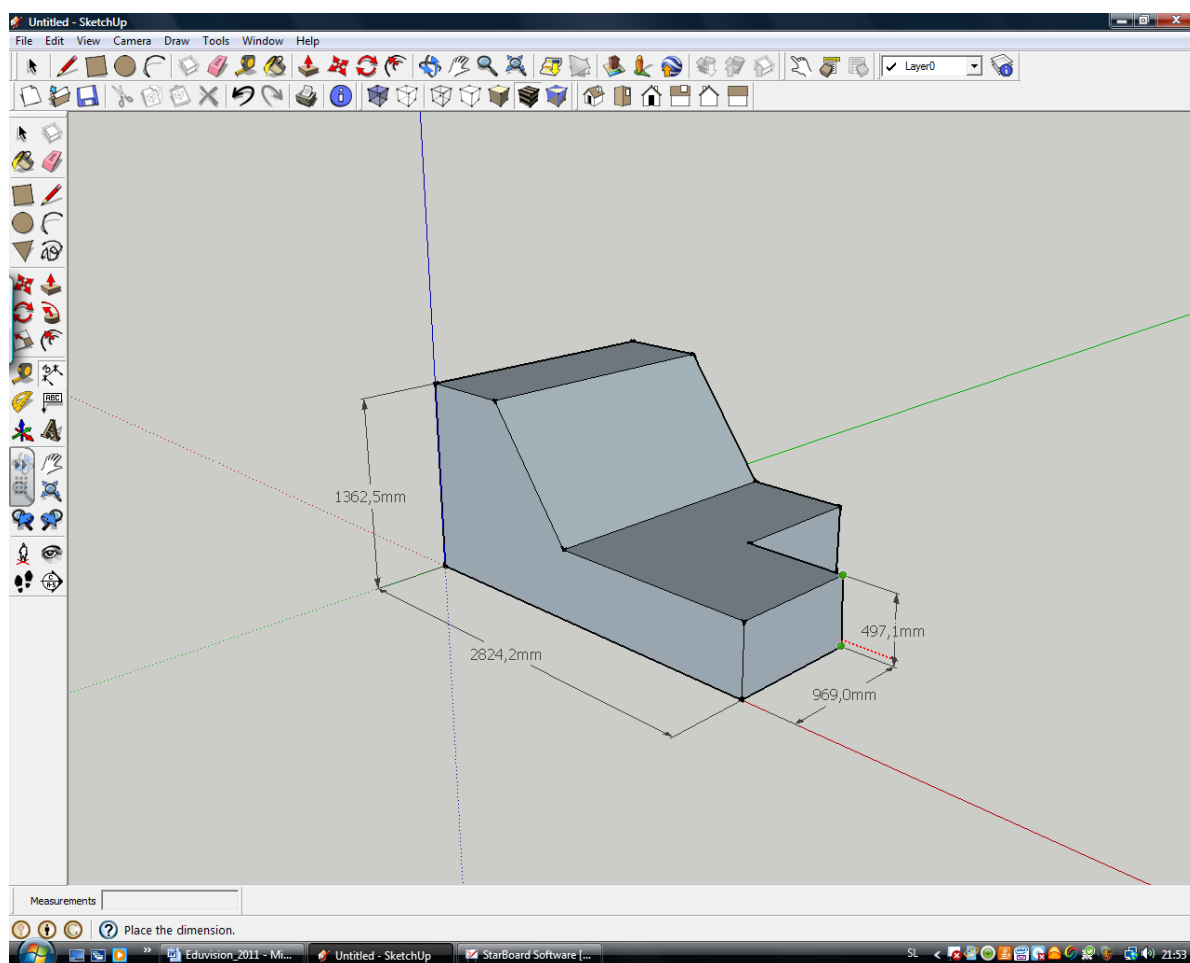 Untitled - SketchUp
File Edit View Camera Draw Tools Window Help
Layer0
ABC
1362,5mm
2824,2mm
497,1mm
969,0mm
Measurements
Place the dimension.
Eduvision_2011 - Mi... Untitled - SketchUp StarBoard Software [... SL 21:53